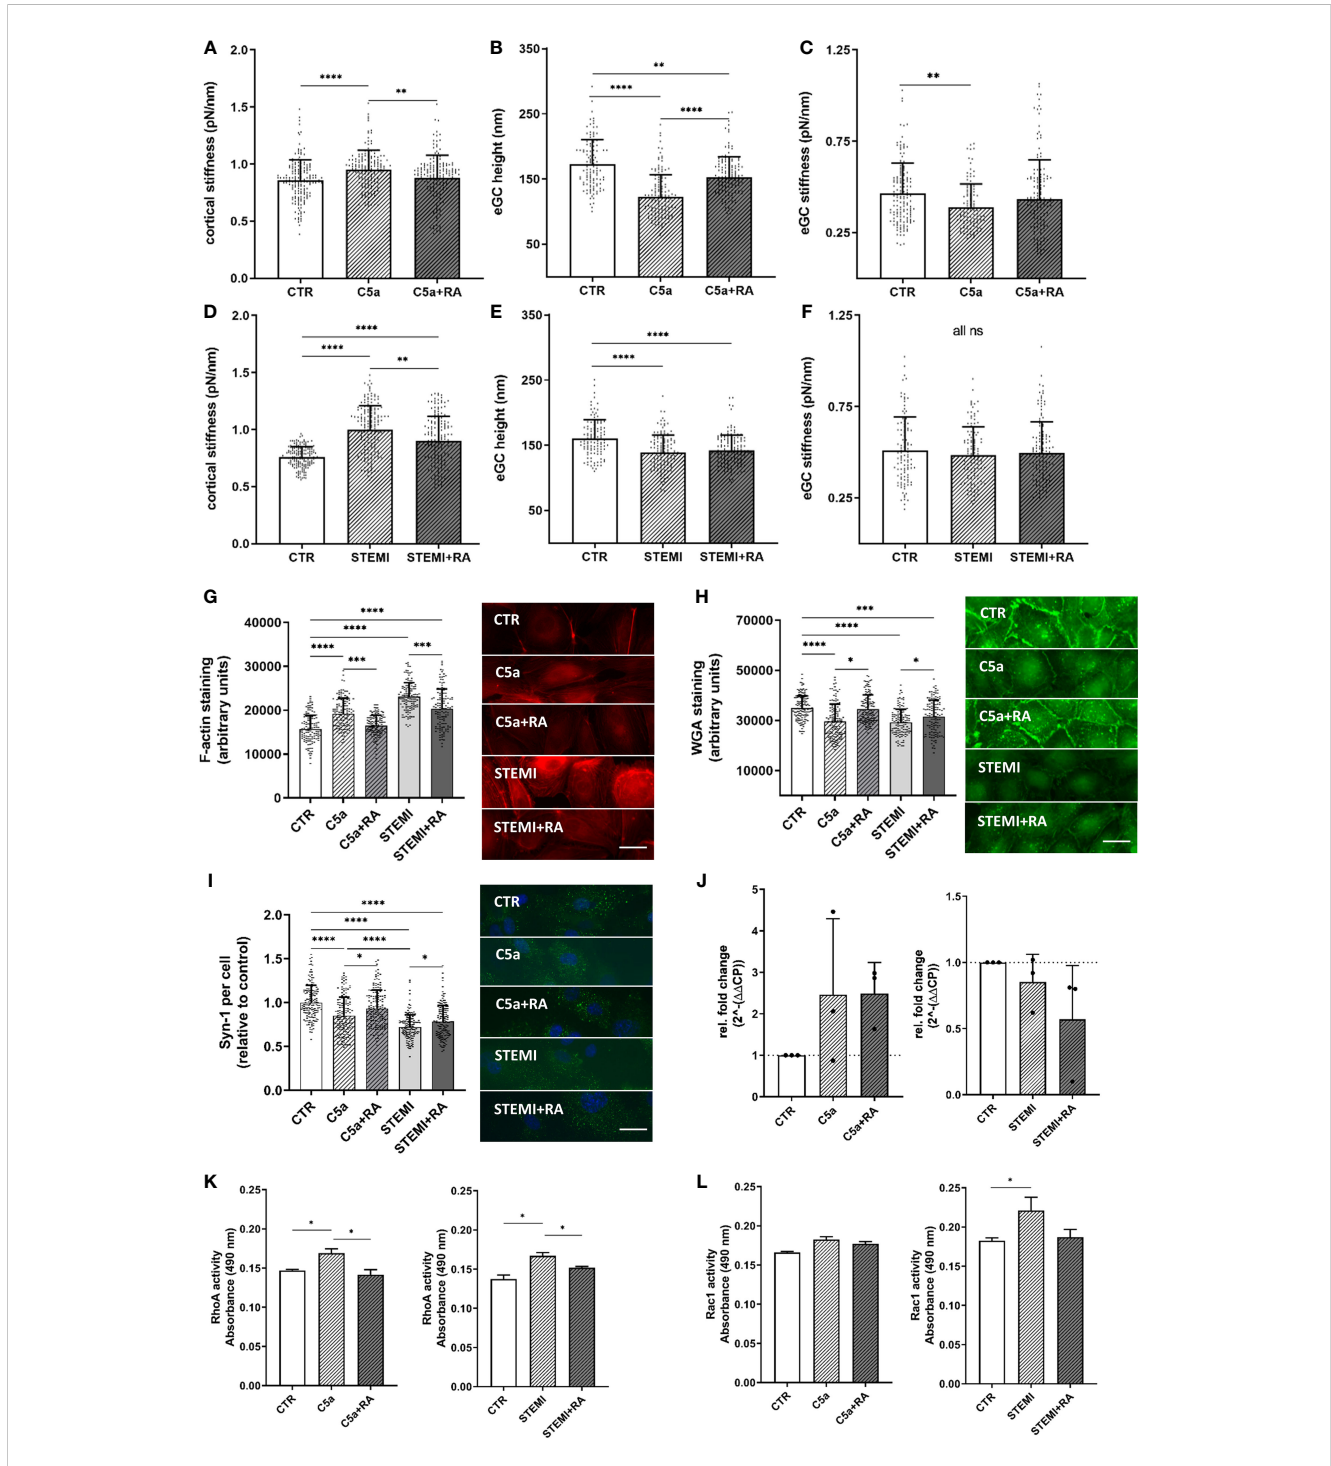 A
cortical stiffness (pN/nm)
2.0
1.5
1.0
0.5
0.0
****
**
CTR
C5a
C5a+RA
B
eGC height (nm)
350
250
150
50
**
****
****
CTR
C5a
C5a+RA
C
eGC stiffness (pN/nm)
1.25
0.75
0.25
**
CTR
C5a
C5a+RA
D
cortical stiffness (pN/nm)
2.0
1.5
1.0
0.5
0.0
****
****
**
CTR
STEMI
STEMI+RA
E
eGC height (nm)
350
250
150
50
****
****
CTR
STEMI
STEMI+RA
F
eGC stiffness (pN/nm)
1.25
0.75
0.25
all ns
CTR
STEMI
STEMI+RA
G
F-actin staining
(arbitrary units)
40000
30000
20000
10000
0
****
****
****
***
***
CTR
C5a
C5a+RA
STEMI
STEMI+RA
CTR
C5a
C5a+RA
STEMI
STEMI+RA
H
WGA staining
(arbitrary units)
70000
50000
30000
10000
***
****
****
*
*
CTR
C5a
C5a+RA
STEMI
STEMI+RA
CTR
C5a
C5a+RA
STEMI
STEMI+RA
I
Syn-1 per cell
(relative to control)
2.0
1.5
1.0
0.5
0.0
****
****
****
****
*
*
CTR
C5a
C5a+RA
STEMI
STEMI+RA
CTR
C5a
C5a+RA
STEMI
STEMI+RA
J
rel. fold change
(2^-(ΔΔCP))
5
4
3
2
1
0
CTR
C5a
C5a+RA
rel. fold change
(2^-(ΔΔCP))
1.5
1.0
0.5
0.0
CTR
STEMI
STEMI+RA
K
RhoA activity
Absorbance (490 nm)
0.25
0.20
0.15
0.10
0.05
0.00
*
*
CTR
C5a
C5a+RA
RhoA activity
Absorbance (490 nm)
0.25
0.20
0.15
0.10
0.05
0.00
*
*
CTR
STEMI
STEMI+RA
L
Rac1 activity
Absorbance (490 nm)
0.25
0.20
0.15
0.10
0.05
0.00
CTR
C5a
C5a+RA
Rac1 activity
Absorbance (490 nm)
0.25
0.20
0.15
0.10
0.05
0.00
*
CTR
STEMI
STEMI+RA